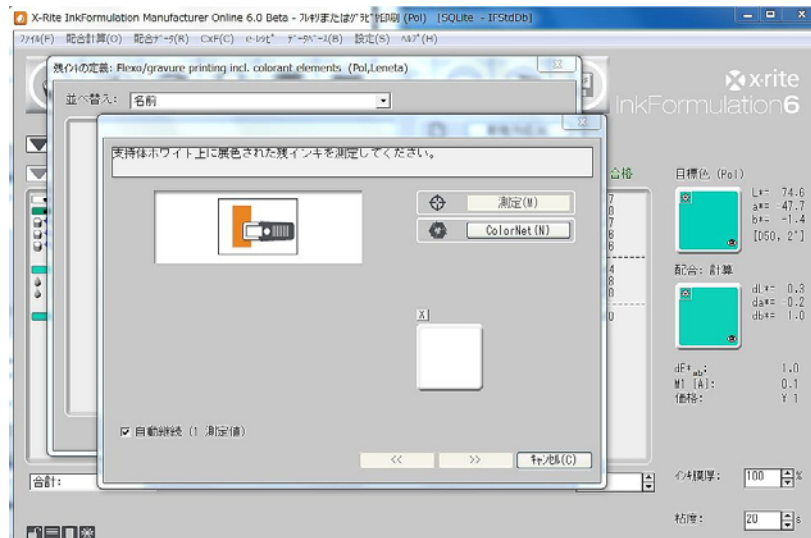 X-Rite InkFormulation Manufacturer Online 6.0 Beta - ﾌﾚｷｿまたはｸﾞﾗﾋﾞｱ印刷 (Pol) [SQLite - IFStdDb]
ﾌｧｲﾙ(F) 配合計算(O) 配合ﾃﾞｰﾀ(R) CxF(C) e-ﾚｼﾋﾟ ﾃﾞｰﾀﾍﾞｰｽ(B) 設定(S) ﾍﾙﾌﾟ(H)
残ｲﾝｷの定義: Flexo/gravure printing incl. colorant elements (Pol,Leneta)
x·rite
InkFormulation6
並べ替え: 名前
支持体ホワイト上に展色された残インキを測定してください。
測定(M)
ColorNet(N)
X
自動継続 (1 測定値)
<<
>>
ｷｬﾝｾﾙ(C)
合格
目標色 (Pol)
L*= 74.6
a*= -47.7
b*= -1.4
[D50, 2°]
配合: 計算
dL*= 0.3
da*= -0.2
db*= 1.0
dE*ab: 1.0
M1 [A]: 0.1
価格: ¥ 1
合計:
ｲﾝｷ膜厚: 100 %
粘度: 20 s